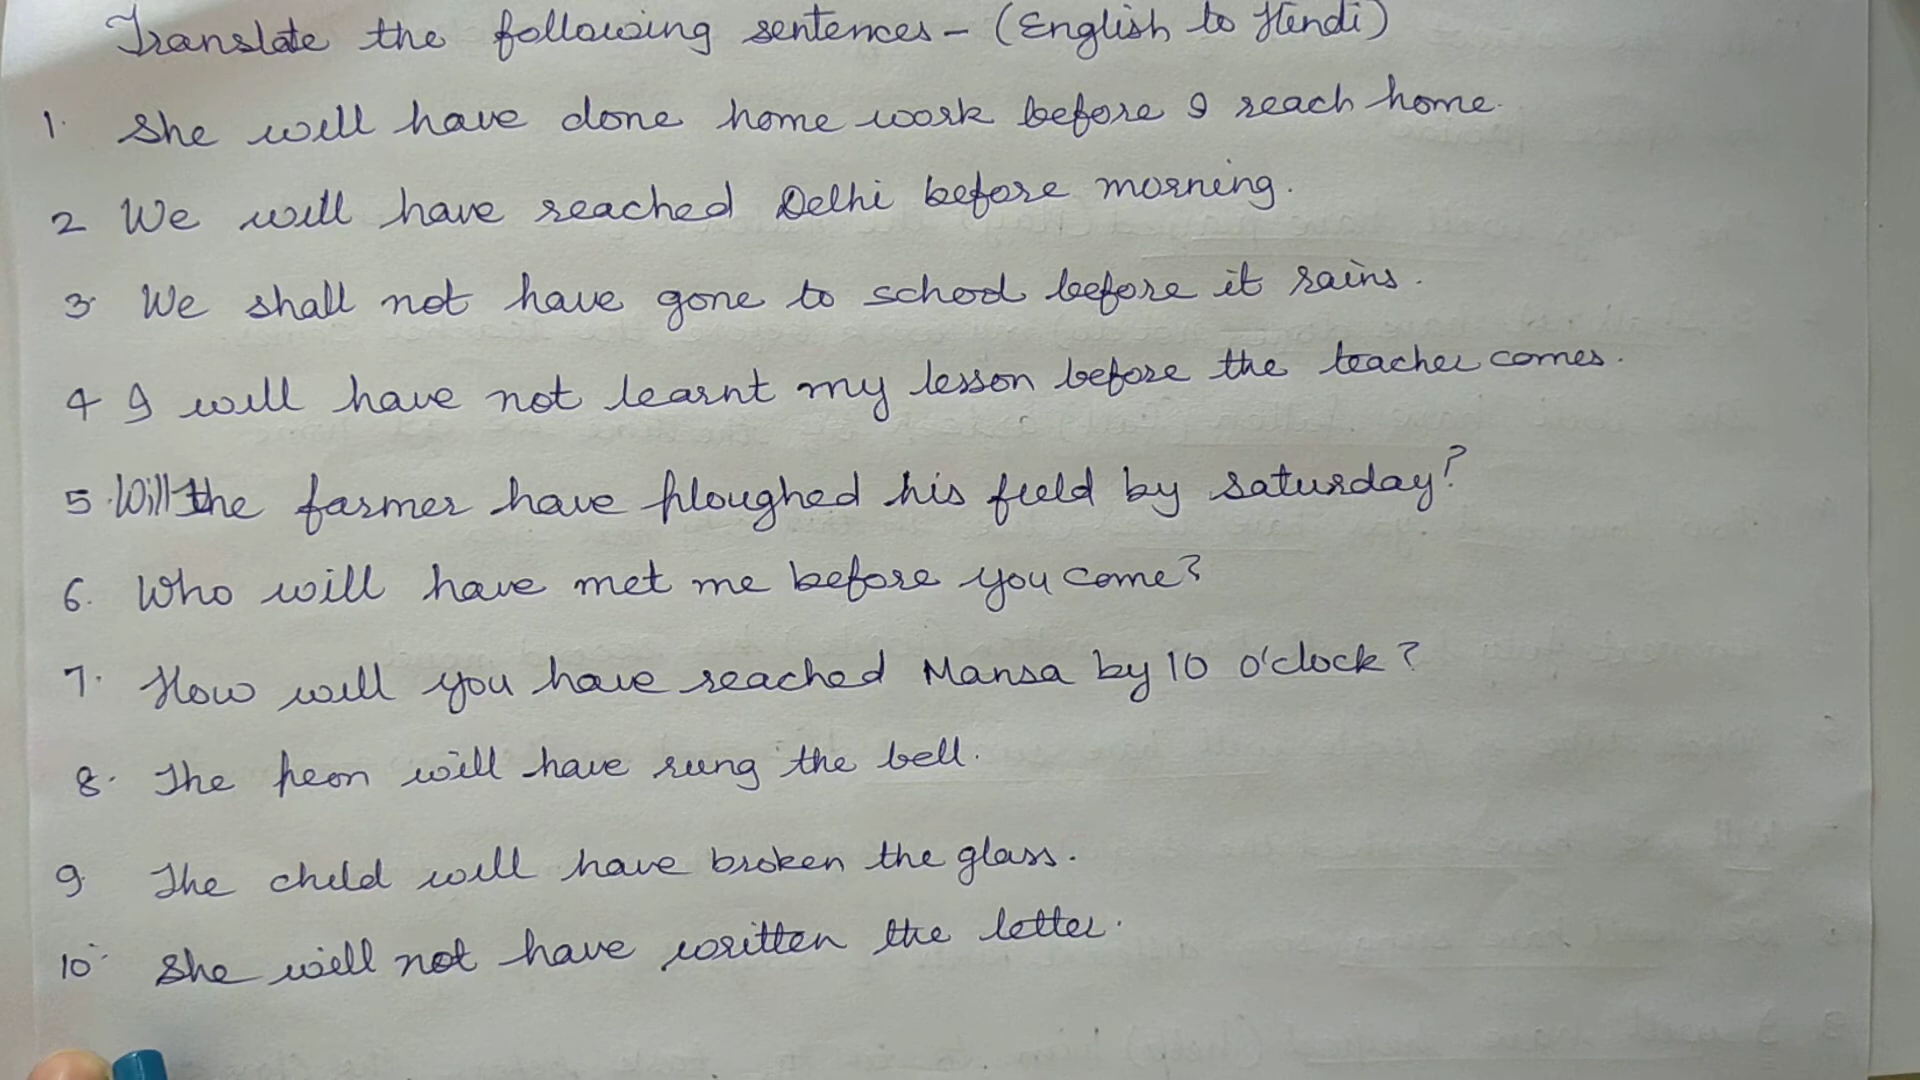 Translate the following sentences - (English to Hindi)
1. She will have done home work before I reach home.
2 We will have reached Delhi before morning.
3. We shall not have gone to school before it rains.
4 I will have not learnt my lesson before the teacher comes.
5. Will the farmer have ploughed his field by saturday?
6. Who will have met me before you come?
7. How will you have reached Mansa by 10 o'clock?
8. The peon will have rung the bell.
9 The child will have broken the glass.
10. She will not have written the letter.